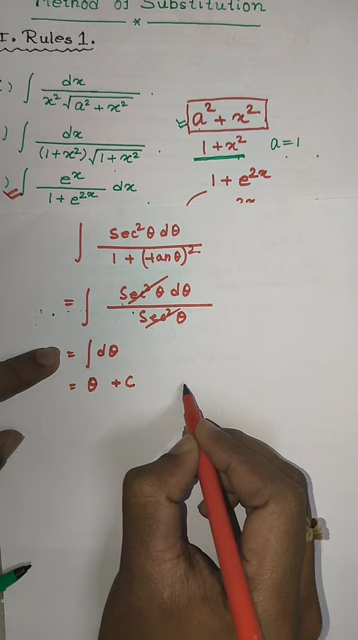 Method of Substitution
I. Rules 1.
) ∫ dx / x² √(a² + x²)
a² + x²
) ∫ dx / (1+x²) √(1+x²)
1+x² a=1
) ∫ eˣ / (1+e²ˣ) dx
1+e²ˣ
∫ sec²θ dθ / 1 + (tanθ)²
= ∫ sec²θ dθ / sec²θ
= ∫ dθ
= θ + C